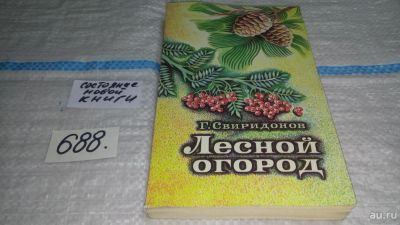 состояние
новой
книги
688.
Г. Свиридонов
Лесной
огород
au.ru